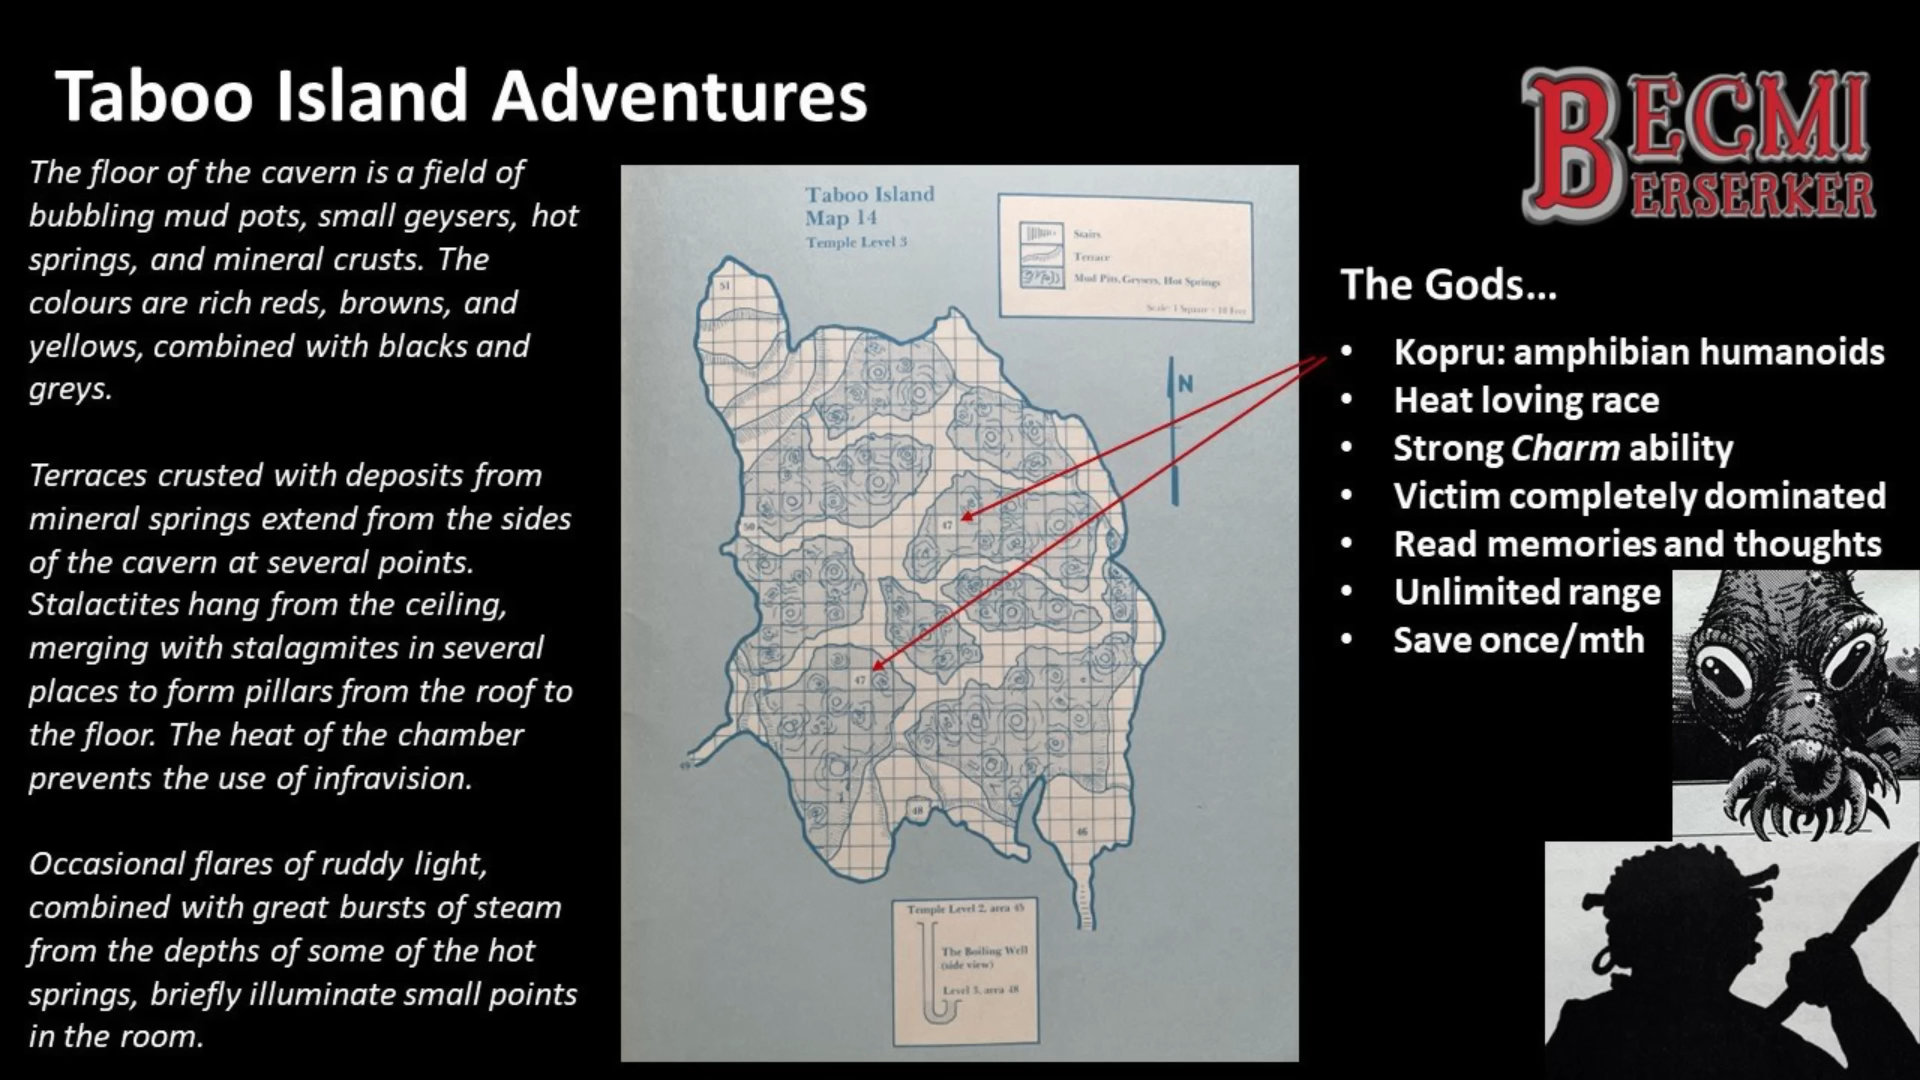 Taboo Island Adventures
BECMI
BERSERKER
The floor of the cavern is a field of
bubbling mud pots, small geysers, hot
springs, and mineral crusts. The
colours are rich reds, browns, and
yellows, combined with blacks and
greys.
Terraces crusted with deposits from
mineral springs extend from the sides
of the cavern at several points.
Stalactites hang from the ceiling,
merging with stalagmites in several
places to form pillars from the roof to
the floor. The heat of the chamber
prevents the use of infravision.
Occasional flares of ruddy light,
combined with great bursts of steam
from the depths of some of the hot
springs, briefly illuminate small points
in the room.
Taboo Island
Map 14
Temple Level 3
Stairs
Terrace
Mud Pits, Geysers, Hot Springs
Scale: 1 Square = 10 Feet
N
51
50
47
47
49
48
46
Temple Level 2, area 45
The Boiling Well
(side view)
Level 3, area 48
The Gods...
• Kopru: amphibian humanoids
• Heat loving race
• Strong Charm ability
• Victim completely dominated
• Read memories and thoughts
• Unlimited range
• Save once/mth